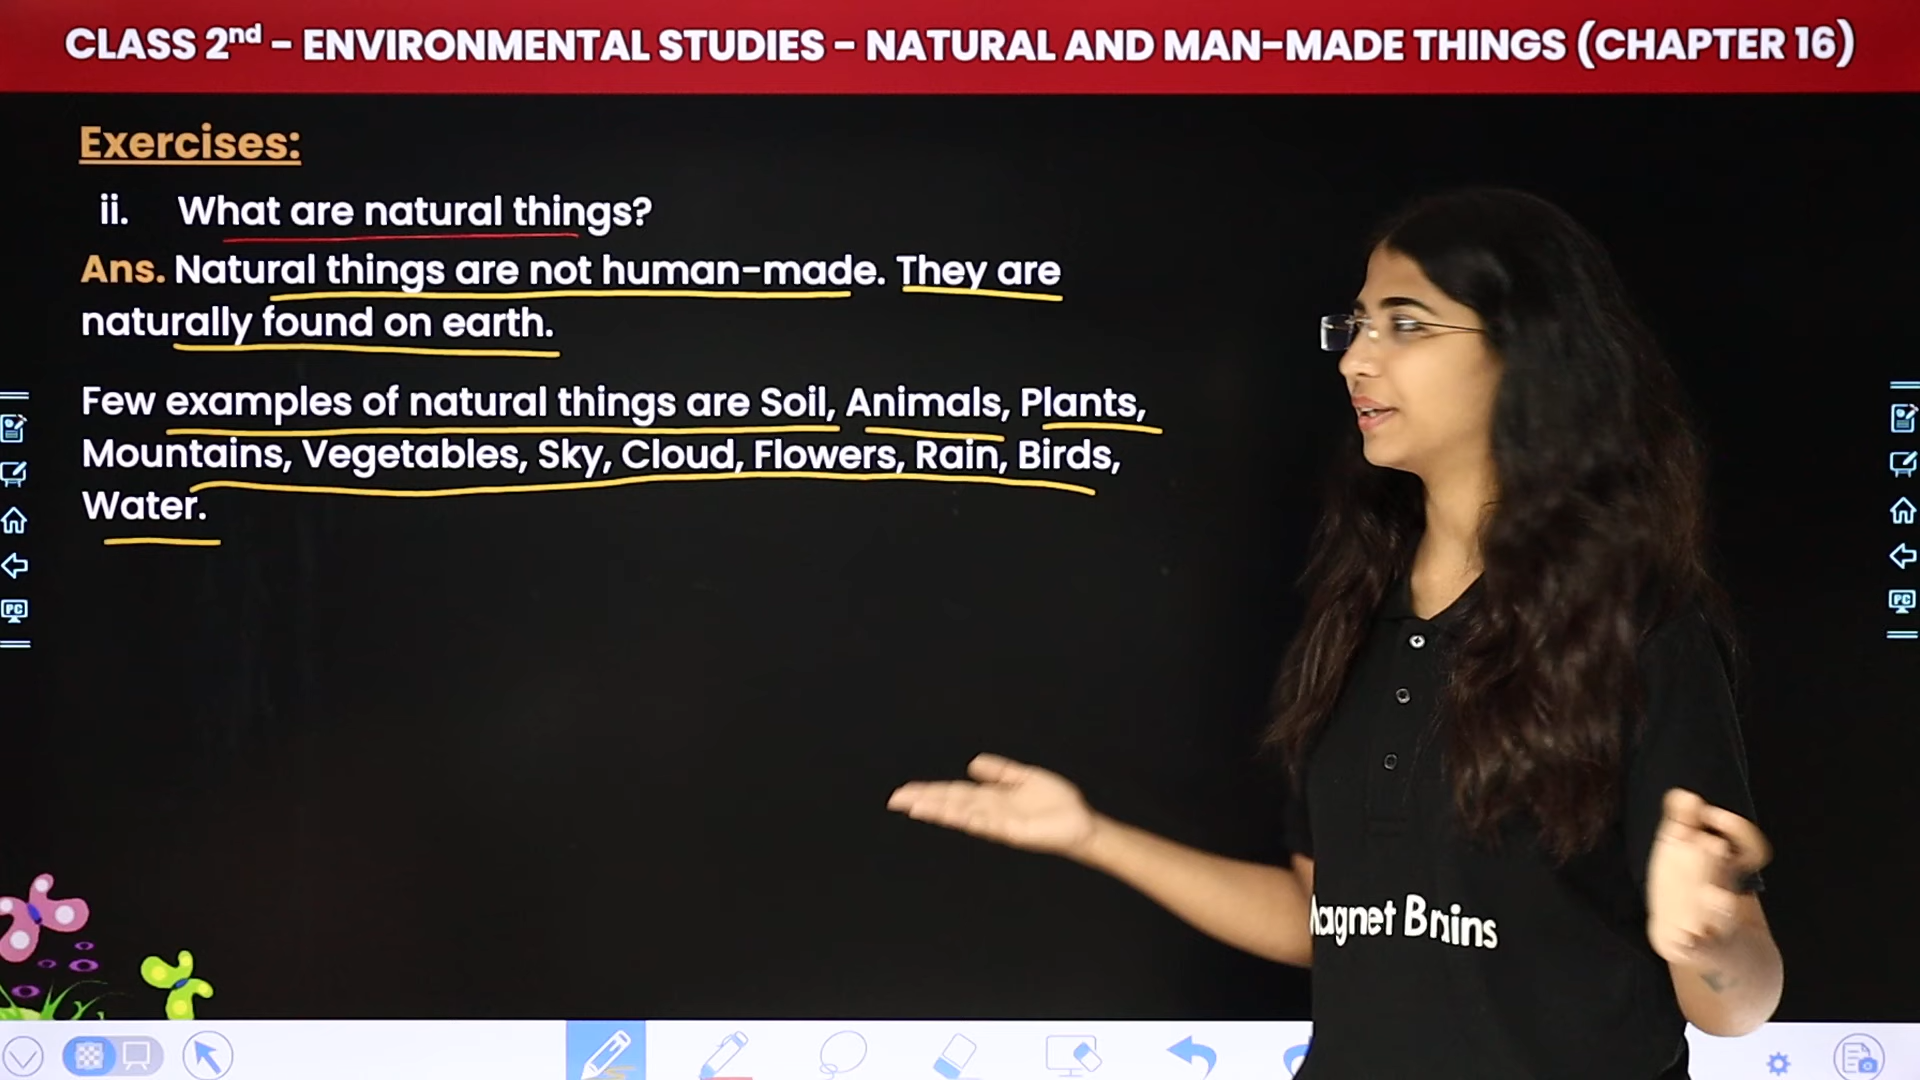 CLASS 2nd - ENVIRONMENTAL STUDIES - NATURAL AND MAN-MADE THINGS (CHAPTER 16)
Exercises:
ii. What are natural things?
Ans. Natural things are not human-made. They are
naturally found on earth.
Few examples of natural things are Soil, Animals, Plants,
Mountains, Vegetables, Sky, Cloud, Flowers, Rain, Birds,
Water.
PC
PC
Magnet Brains